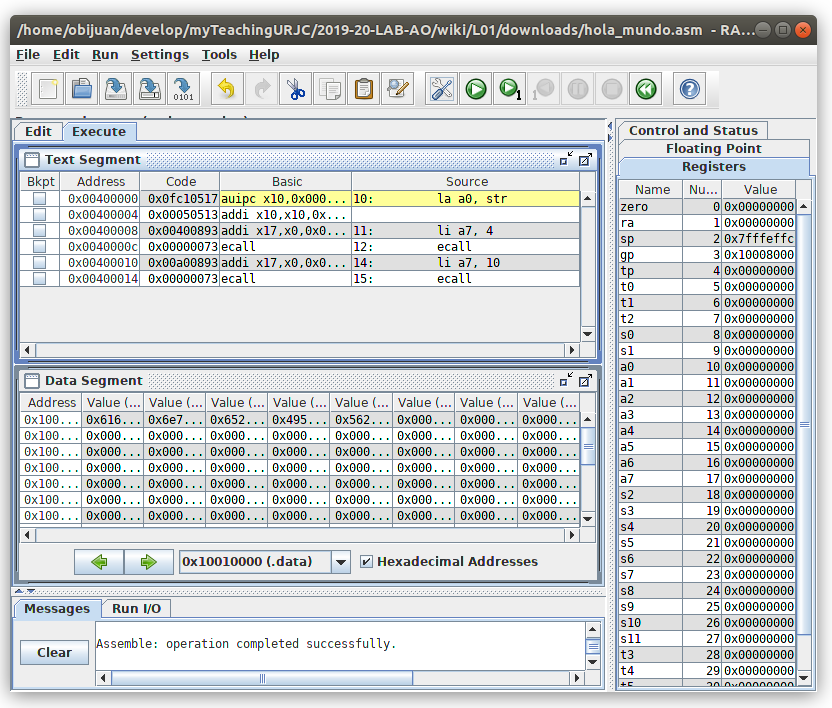 /home/obijuan/develop/myTeachingURJC/2019-20-LAB-AO/wiki/L01/downloads/hola_mundo.asm - RA...
File Edit Run Settings Tools Help
0101 1 1
Edit Execute
Text Segment
Bkpt Address Code Basic Source
0x00400000 0x0fc10517 auipc x10,0x000... 10: la a0, str
0x00400004 0x00050513 addi x10,x10,0x...
0x00400008 0x00400893 addi x17,x0,0x0... 11: li a7, 4
0x0040000c 0x00000073 ecall 12: ecall
0x00400010 0x00a00893 addi x17,x0,0x0... 14: li a7, 10
0x00400014 0x00000073 ecall 15: ecall
Data Segment
Address Value (... Value (... Value (... Value (... Value (... Value (... Value (... Value (...
0x100... 0x616... 0x6e7... 0x652... 0x495... 0x562... 0x000... 0x000... 0x000...
0x100... 0x000... 0x000... 0x000... 0x000... 0x000... 0x000... 0x000... 0x000...
0x100... 0x000... 0x000... 0x000... 0x000... 0x000... 0x000... 0x000... 0x000...
0x100... 0x000... 0x000... 0x000... 0x000... 0x000... 0x000... 0x000... 0x000...
0x100... 0x000... 0x000... 0x000... 0x000... 0x000... 0x000... 0x000... 0x000...
0x100... 0x000... 0x000... 0x000... 0x000... 0x000... 0x000... 0x000... 0x000...
0x100... 0x000... 0x000... 0x000... 0x000... 0x000... 0x000... 0x000... 0x000...
0x10010000 (.data) Hexadecimal Addresses
Messages Run I/O
Clear
Assemble: operation completed successfully.
Control and Status
Floating Point
Registers
Name Nu... Value
zero 0 0x00000000
ra 1 0x00000000
sp 2 0x7fffeffc
gp 3 0x10008000
tp 4 0x00000000
t0 5 0x00000000
t1 6 0x00000000
t2 7 0x00000000
s0 8 0x00000000
s1 9 0x00000000
a0 10 0x00000000
a1 11 0x00000000
a2 12 0x00000000
a3 13 0x00000000
a4 14 0x00000000
a5 15 0x00000000
a6 16 0x00000000
a7 17 0x00000000
s2 18 0x00000000
s3 19 0x00000000
s4 20 0x00000000
s5 21 0x00000000
s6 22 0x00000000
s7 23 0x00000000
s8 24 0x00000000
s9 25 0x00000000
s10 26 0x00000000
s11 27 0x00000000
t3 28 0x00000000
t4 29 0x00000000